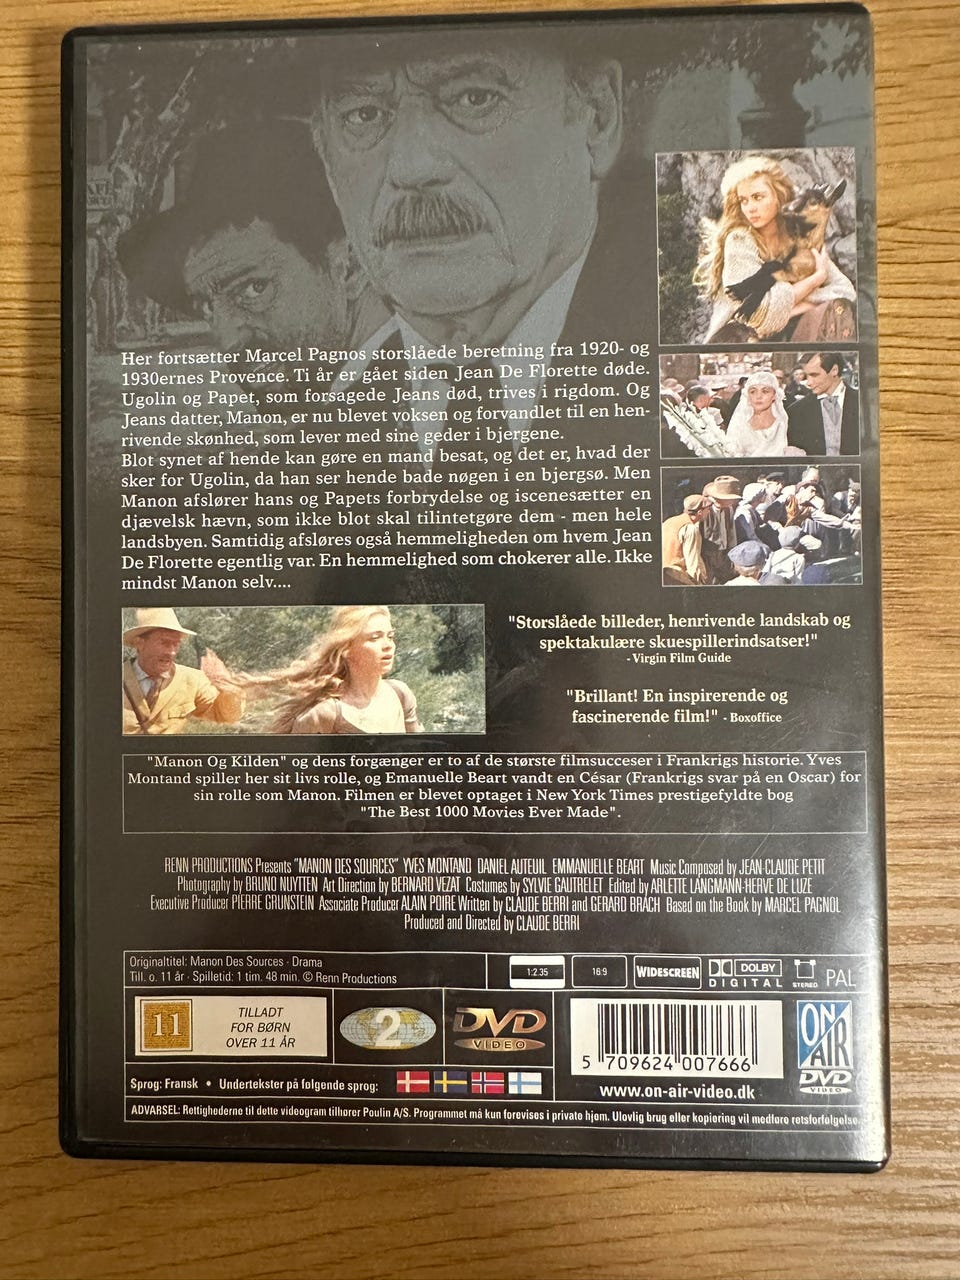 CAFÉ
Her fortsætter Marcel Pagnos storslåede beretning fra 1920- og
1930ernes Provence. Ti år er gået siden Jean De Florette døde.
Ugolin og Papet, som forsagede Jeans død, trives i rigdom. Og
Jeans datter, Manon, er nu blevet voksen og forvandlet til en hen-
rivende skønhed, som lever med sine geder i bjergene.
Blot synet af hende kan gøre en mand besat, og det er, hvad der
sker for Ugolin, da han ser hende bade nøgen i en bjergsø. Men
Manon afslører hans og Papets forbrydelse og iscenesætter en
djævelsk hævn, som ikke blot skal tilintetgøre dem - men hele
landsbyen. Samtidig afsløres også hemmeligheden om hvem Jean
De Florette egentlig var. En hemmelighed som chokerer alle. Ikke
mindst Manon selv....
"Storslåede billeder, henrivende landskab og
spektakulære skuespillerindsatser!"
- Virgin Film Guide
"Brillant! En inspirerende og
fascinerende film!" - Boxoffice
"Manon Og Kilden" og dens forgænger er to af de største filmsucceser i Frankrigs historie. Yves
Montand spiller her sit livs rolle, og Emanuelle Beart vandt en César (Frankrigs svar på en Oscar) for
sin rolle som Manon. Filmen er blevet optaget i New York Times prestigefyldte bog
"The Best 1000 Movies Ever Made".
RENN PRODUCTIONS Presents "MANON DES SOURCES" YVES MONTAND DANIEL AUTEUIL EMMANUELLE BEART Music Composed by JEAN-CLAUDE PETIT
Photography by BRUNO NUYTTEN Art Direction by BERNARD VEZAT Costumes by SYLVIE GAUTRELET Edited by ARLETTE LANGMANN-HERVE DE LUZE
Executive Producer PIERRE GRUNSTEIN Associate Producer ALAIN POIRE Written by CLAUDE BERRI and GERARD BRACH Based on the Book by MARCEL PAGNOL
Produced and Directed by CLAUDE BERRI
Originaltitel: Manon Des Sources · Drama
Till. o. 11 år · Spilletid: 1 tim. 48 min. © Renn Productions
1:2.35
16:9
WIDESCREEN
DOLBY
DIGITAL
STEREO
PAL
11
TILLADT
FOR BØRN
OVER 11 ÅR
2
DVD
VIDEO
5 709624 007666
ON
AIR
DVD
VIDEO
Sprog: Fransk • Undertekster på følgende sprog:
www.on-air-video.dk
ADVARSEL: Rettighederne til dette videogram tilhører Poulin A/S. Programmet må kun forevises i private hjem. Ulovlig brug eller kopiering vil medføre retsforfølgelse.